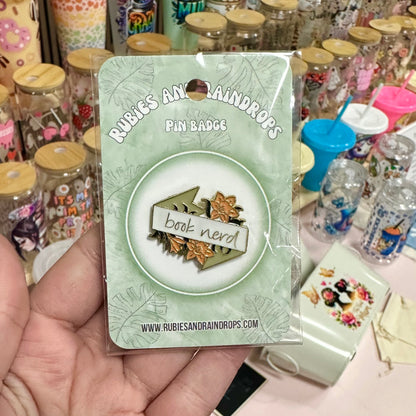 RUBIES AND RAINDROPS
PIN BADGE
book nerd
WWW.RUBIESANDRAINDROPS.COM